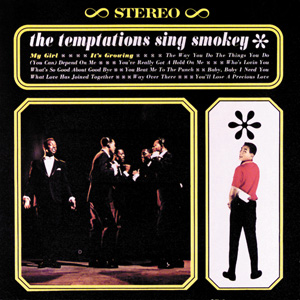 STEREO
the temptations sing smokey
My Girl It's Growing The Way You Do The Things You Do
(You Can) Depend On Me You've Really Got A Hold On Me Who's Lovin You
What's So Good About Good Bye You Beat Me To The Punch Baby, Baby I Need You
What Love Has Joined Together Way Over There You'll Lose A Precious Love